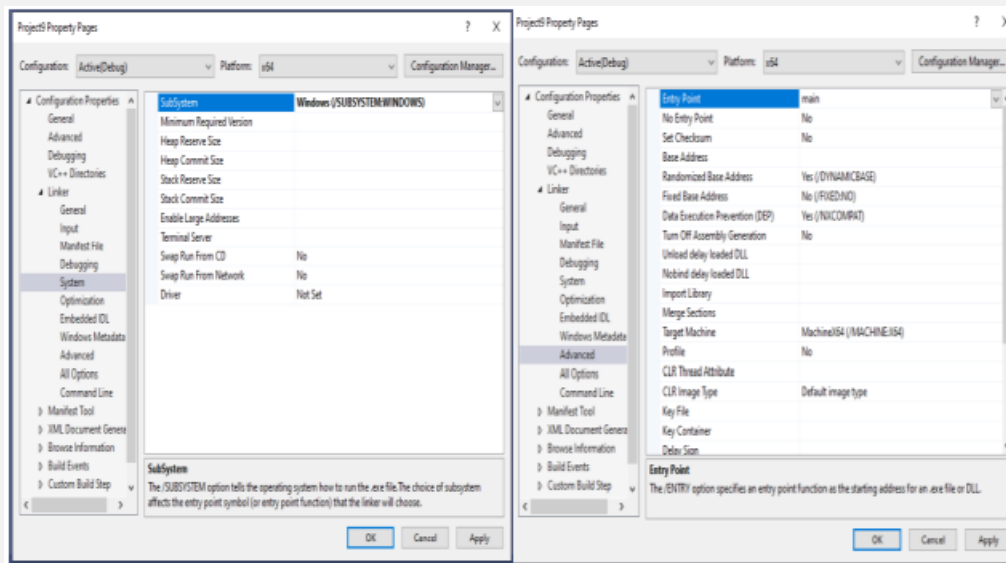 Project9 Property Pages
? X
Configuration: Active(Debug) Platform: x64 Configuration Manager...
Configuration Properties
General
Advanced
Debugging
VC++ Directories
Linker
General
Input
Manifest File
Debugging
System
Optimization
Embedded IDL
Windows Metadata
Advanced
All Options
Command Line
Manifest Tool
XML Document Genera
Browse Information
Build Events
Custom Build Step
SubSystem Windows (/SUBSYSTEM:WINDOWS)
Minimum Required Version
Heap Reserve Size
Heap Commit Size
Stack Reserve Size
Stack Commit Size
Enable Large Addresses
Terminal Server
Swap Run From CD No
Swap Run From Network No
Driver Not Set
SubSystem
The /SUBSYSTEM option tells the operating system how to run the .exe file.The choice of subsystem
affects the entry point symbol (or entry point function) that the linker will choose.
OK Cancel Apply
Project9 Property Pages
?
Configuration: Active(Debug) Platform: x64 Configuration Manager...
Configuration Properties
General
Advanced
Debugging
VC++ Directories
Linker
General
Input
Manifest File
Debugging
System
Optimization
Embedded IDL
Windows Metadata
Advanced
All Options
Command Line
Manifest Tool
XML Document Genera
Browse Information
Build Events
Custom Build Step
Entry Point main
No Entry Point No
Set Checksum No
Base Address
Randomized Base Address Yes (/DYNAMICBASE)
Fixed Base Address No (/FIXED:NO)
Data Execution Prevention (DEP) Yes (/NXCOMPAT)
Turn Off Assembly Generation No
Unload delay loaded DLL
Nobind delay loaded DLL
Import Library
Merge Sections
Target Machine MachineX64 (/MACHINE:X64)
Profile No
CLR Thread Attribute
CLR Image Type Default image type
Key File
Key Container
Delay Sign
Entry Point
The /ENTRY option specifies an entry point function as the starting address for an .exe file or DLL.
OK Cancel Apply